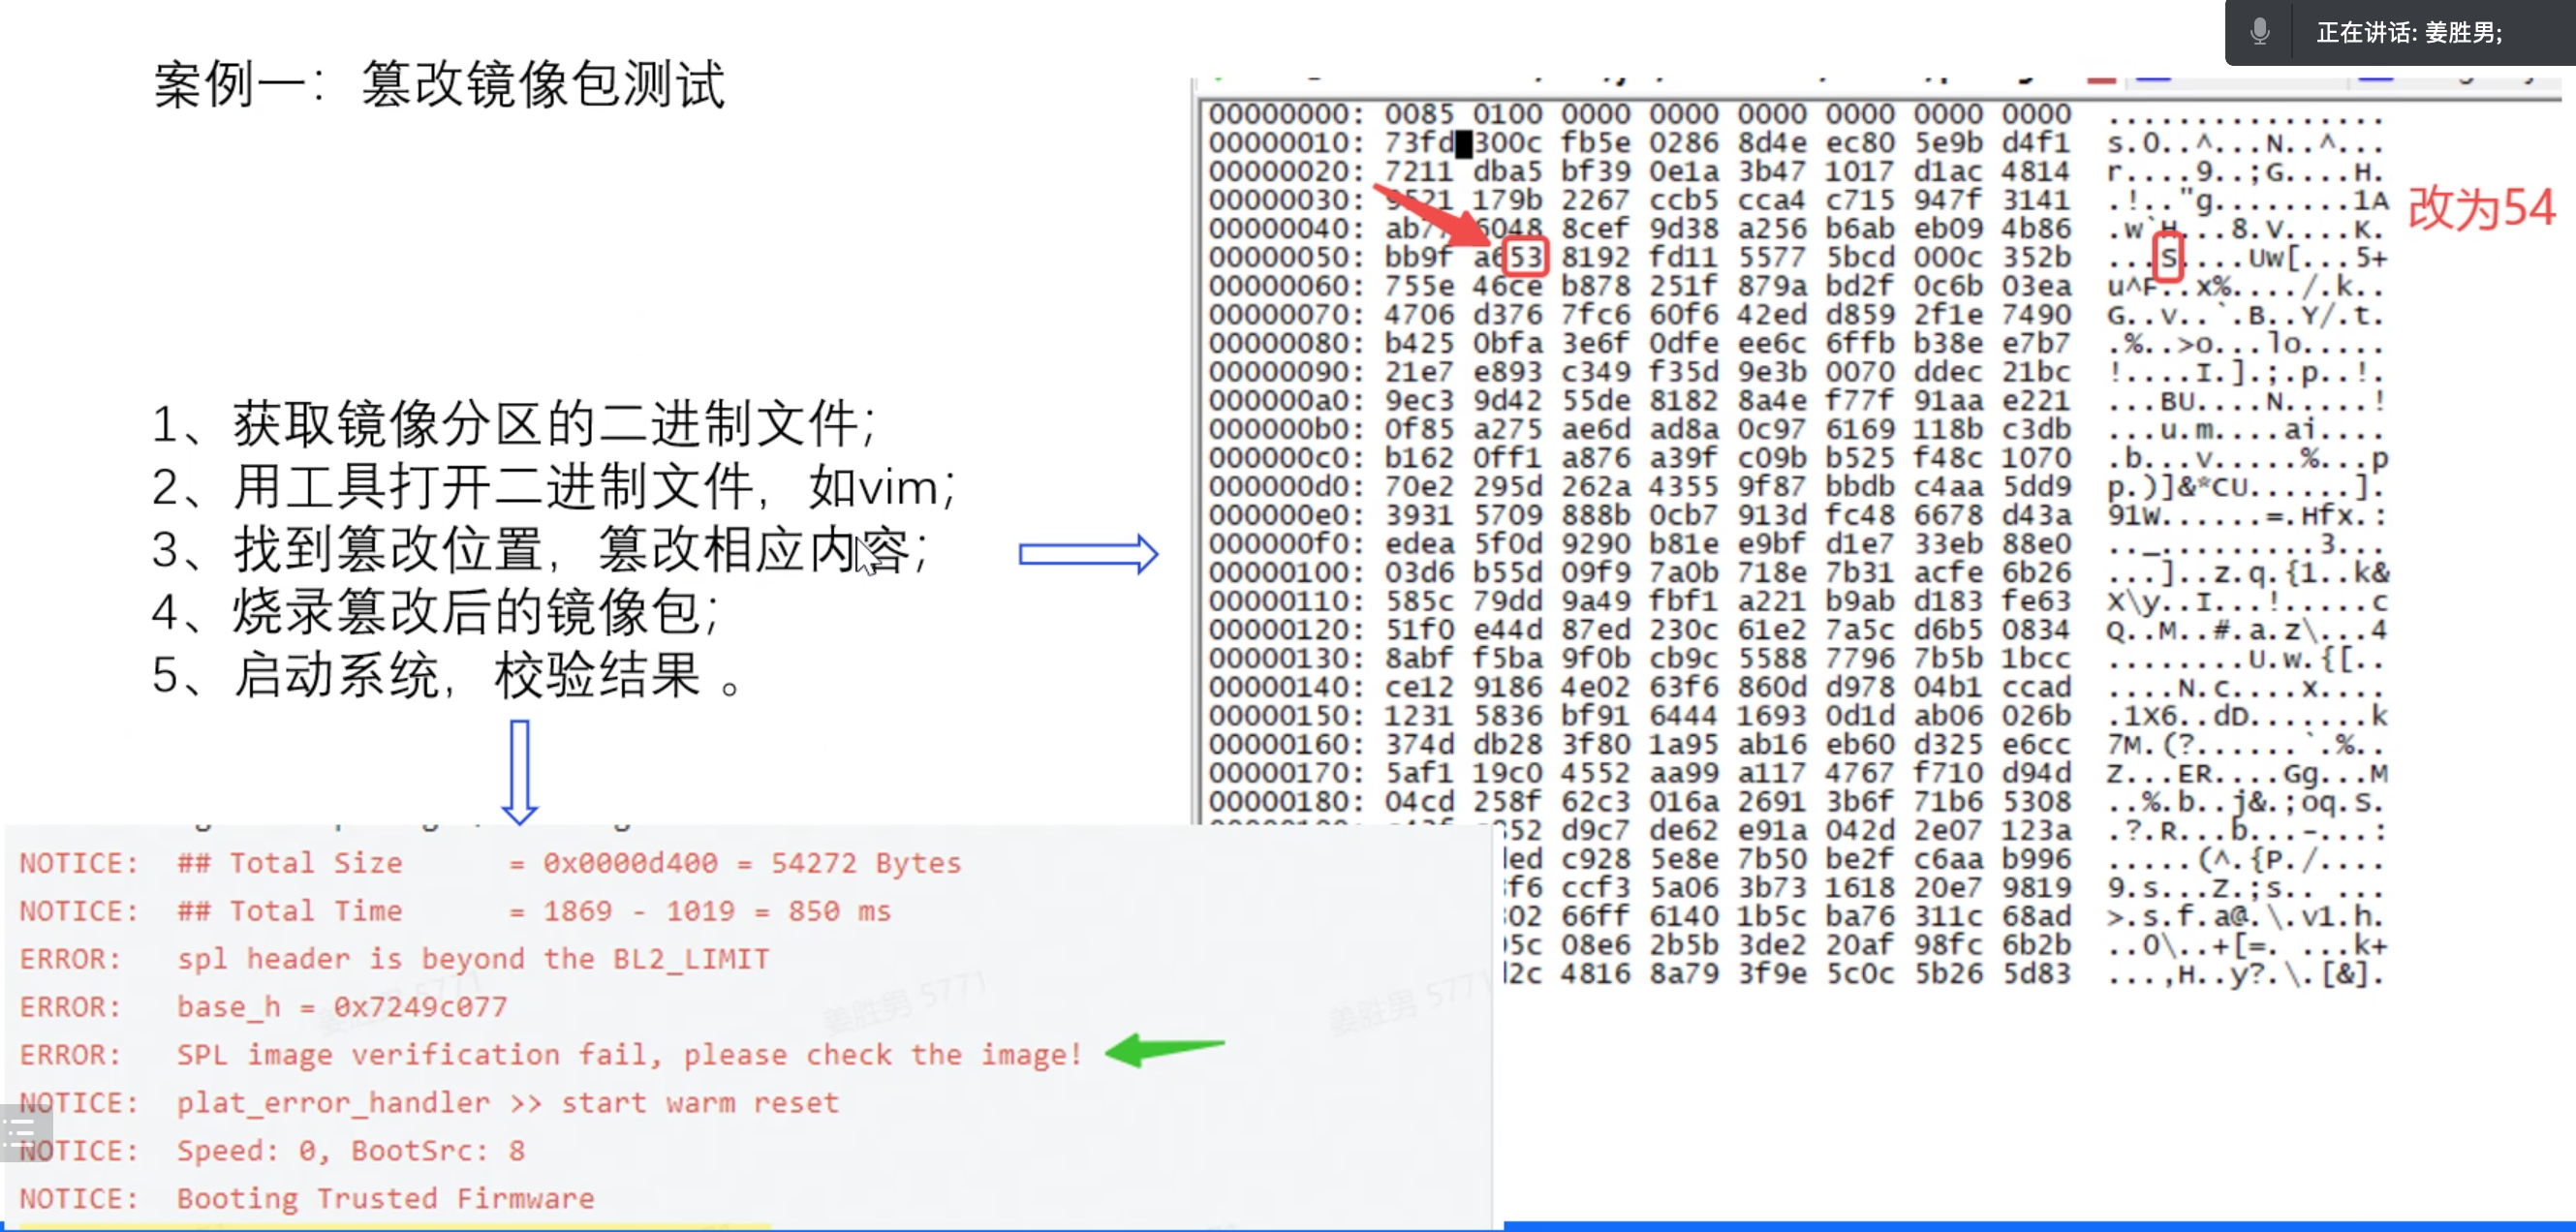 正在讲话: 姜胜男;
案例一：篡改镜像包测试
1、获取镜像分区的二进制文件;
2、用工具打开二进制文件，如vim;
3、找到篡改位置，篡改相应内容;
4、烧录篡改后的镜像包;
5、启动系统，校验结果 。
00000000: 0085 0100 0000 0000 0000 0000 0000 0000 ................
00000010: 73fd 300c fb5e 0286 8d4e ec80 5e9b d4f1 s.0..^...N..^...
00000020: 7211 dba5 bf39 0e1a 3b47 1017 d1ac 4814 r....9..;G....H.
00000030: 9521 179b 2267 ccb5 cca4 c715 947f 3141 .!.."g........1A
改为54
00000040: ab77 6048 8cef 9d38 a256 b6ab eb09 4b86 .w`H...8.V....K.
00000050: bb9f a653 8192 fd11 5577 5bcd 000c 352b ...S....Uw[...5+
00000060: 755e 46ce b878 251f 879a bd2f 0c6b 03ea u^F..x%..../.k..
00000070: 4706 d376 7fc6 60f6 42ed d859 2f1e 7490 G..v..`.B..Y/.t.
00000080: b425 0bfa 3e6f 0dfe ee6c 6ffb b38e e7b7 .%..>o...lo.....
00000090: 21e7 e893 c349 f35d 9e3b 0070 ddec 21bc !....I.].;.p..!.
000000a0: 9ec3 9d42 55de 8182 8a4e f77f 91aa e221 ...BU....N.....!
000000b0: 0f85 a275 ae6d ad8a 0c97 6169 118b c3db ...u.m....ai....
000000c0: b162 0ff1 a876 a39f c09b b525 f48c 1070 .b...v.....%...p
000000d0: 70e2 295d 262a 4355 9f87 bbdb c4aa 5dd9 p.)]&*CU......].
000000e0: 3931 5709 888b 0cb7 913d fc48 6678 d43a 91W......=.Hfx.:
000000f0: edea 5f0d 9290 b81e e9bf d1e7 33eb 88e0 .._.........3...
00000100: 03d6 b55d 09f9 7a0b 718e 7b31 acfe 6b26 ...]..z.q.{1..k&
00000110: 585c 79dd 9a49 fbf1 a221 b9ab d183 fe63 X\y..I...!.....c
00000120: 51f0 e44d 87ed 230c 61e2 7a5c d6b5 0834 Q..M..#.a.z\...4
00000130: 8abf f5ba 9f0b cb9c 5588 7796 7b5b 1bcc ........U.w.{[..
00000140: ce12 9186 4e02 63f6 860d d978 04b1 ccad ....N.c....x....
00000150: 1231 5836 bf91 6444 1693 0d1d ab06 026b .1X6..dD.......k
00000160: 374d db28 3f80 1a95 ab16 eb60 d325 e6cc 7M.(?......`.%..
00000170: 5af1 19c0 4552 aa99 a117 4767 f710 d94d Z...ER....Gg...M
00000180: 04cd 258f 62c3 016a 2691 3b6f 71b6 5308 ..%.b..j&.;oq.S.
d9c7 de62 e91a 042d 2e07 123a .?.R...b...-...:
c928 5e8e 7b50 be2f c6aa b996 .....(^.{P./....
ccf3 5a06 3b73 1618 20e7 9819 9.s...Z.;s.. ...
66ff 6140 1b5c ba76 311c 68ad >.s.f.a@.\.v1.h.
08e6 2b5b 3de2 20af 98fc 6b2b ..0\..+[=. ...k+
4816 8a79 3f9e 5c0c 5b26 5d83 ...,H..y?.\.[&].
NOTICE: ## Total Size = 0x0000d400 = 54272 Bytes
NOTICE: ## Total Time = 1869 - 1019 = 850 ms
ERROR: spl header is beyond the BL2_LIMIT
ERROR: base_h = 0x7249c077
ERROR: SPL image verification fail, please check the image!
NOTICE: plat_error_handler >> start warm reset
NOTICE: Speed: 0, BootSrc: 8
NOTICE: Booting Trusted Firmware
姜胜男 5771
姜胜男 5771
姜胜男 5771